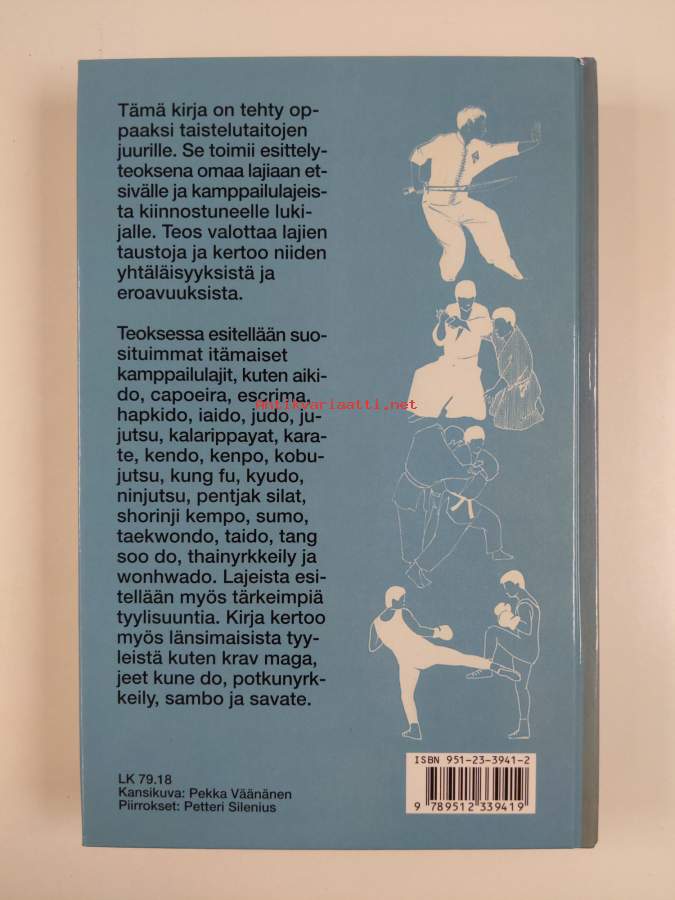 Tämä kirja on tehty op-
paaksi taistelutaitojen
juurille. Se toimii esittely-
teoksena omaa lajiaan et-
sivälle ja kamppailulajeis-
ta kiinnostuneelle luki-
jalle. Teos valottaa lajien
taustoja ja kertoo niiden
yhtäläisyyksistä ja
eroavuuksista.
Teoksessa esitellään suo-
situimmat itämaiset
kamppailulajit, kuten aiki-
do, capoeira, escrima,
Antikvariaatti.net
hapkido, iaido, judo, ju-
jutsu, kalarippayat, kara-
te, kendo, kenpo, kobu-
jutsu, kung fu, kyudo,
ninjutsu, pentjak silat,
shorinji kempo, sumo,
taekwondo, taido, tang
soo do, thainyrkkeily ja
wonhwado. Lajeista esi-
tellään myös tärkeimpiä
tyylisuuntia. Kirja kertoo
myös länsimaisista tyy-
leistä kuten krav maga,
jeet kune do, potkunyrk-
keily, sambo ja savate.
LK 79.18
Kansikuva: Pekka Väänänen
Piirrokset: Petteri Silenius
ISBN 951-23-3941-2
9 789512 339419